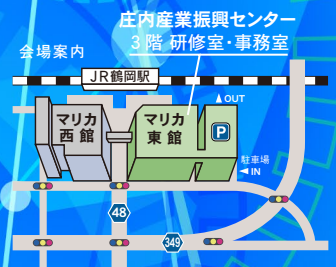 庄内産業振興センター
3階 研修室・事務室
会場案内
JR鶴岡駅
OUT
マリカ
西館
マリカ
東館
P
駐車場
IN
48
349